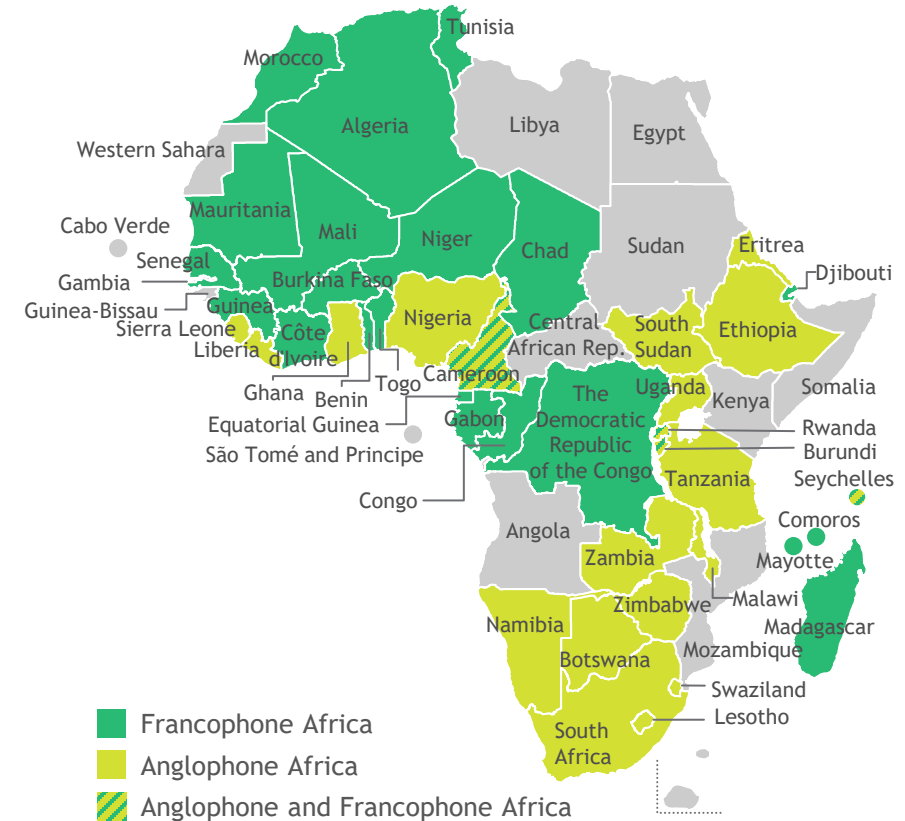 Tunisia
Morocco
Algeria
Libya
Egypt
Western Sahara
Mauritania
Cabo Verde
Mali
Niger
Chad
Sudan
Eritrea
Senegal
Djibouti
Gambia
Burkina Faso
Guinea-Bissau
Guinea
Sierra Leone
Liberia
Côte
d'Ivoire
Nigeria
Central
African Rep.
South
Sudan
Ethiopia
Ghana
Benin
Togo
Cameroon
Uganda
Kenya
Somalia
Equatorial Guinea
Gabon
The
Democratic
Republic
of the Congo
Rwanda
Burundi
São Tomé and Principe
Tanzania
Seychelles
Congo
Angola
Comoros
Zambia
Mayotte
Zimbabwe
Malawi
Namibia
Madagascar
Botswana
Mozambique
Swaziland
Lesotho
South
Africa
Francophone Africa
Anglophone Africa
Anglophone and Francophone Africa